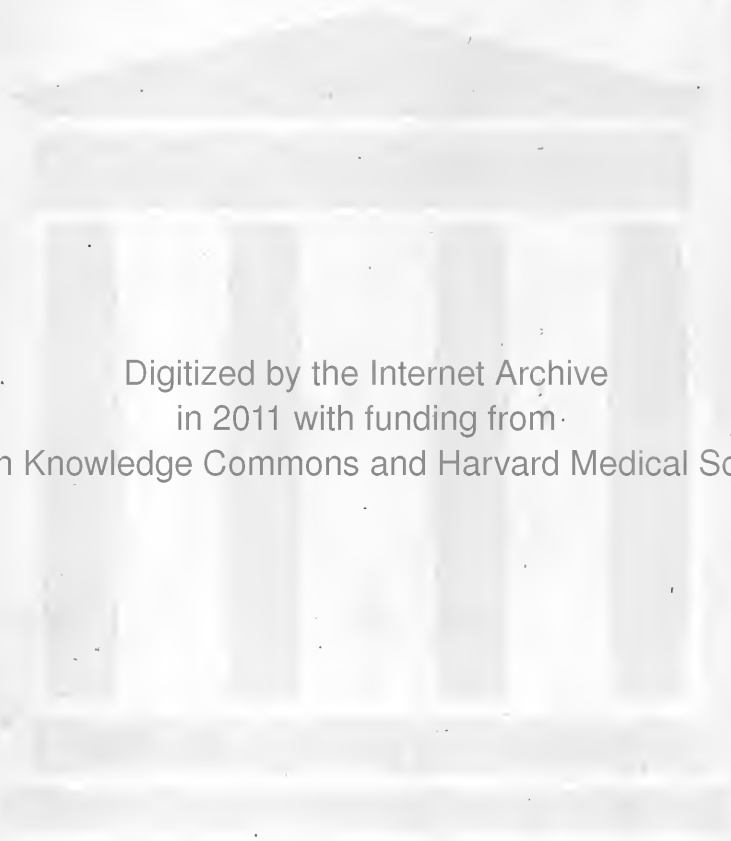 Digitized by the Internet Archive
in 2011 with funding from
Knowledge Commons and Harvard Medical